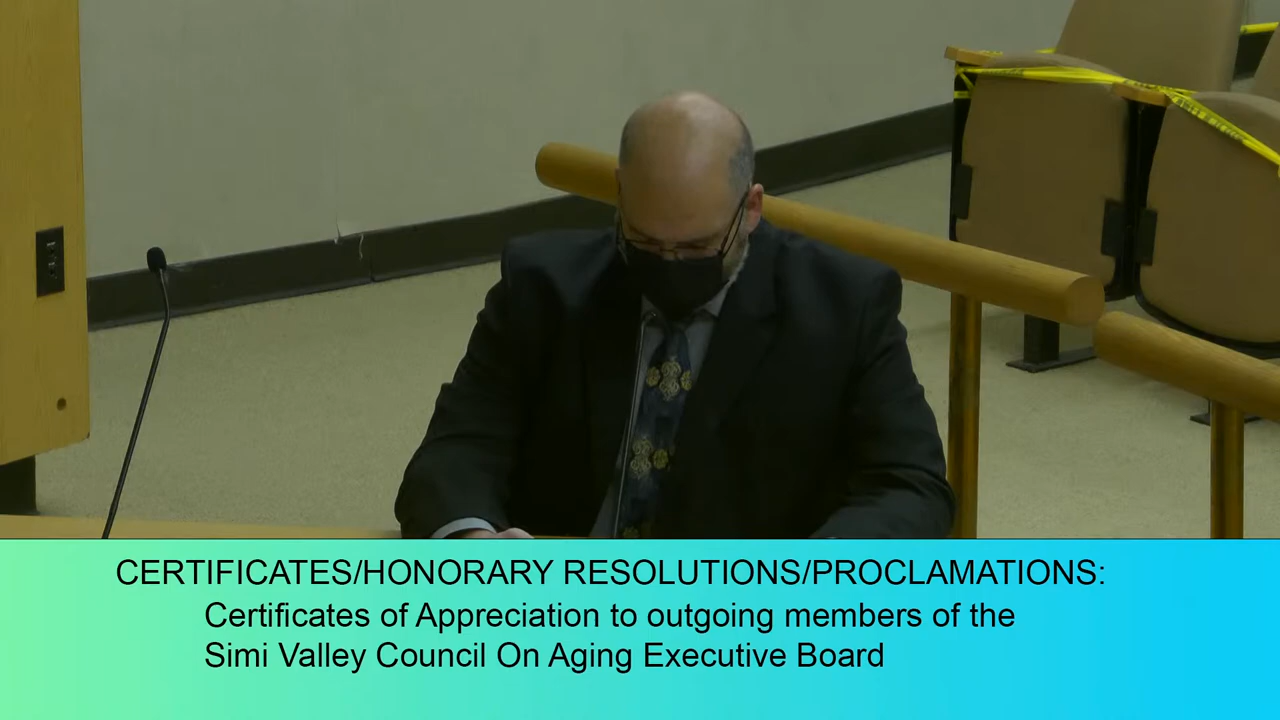 CERTIFICATES/HONORARY RESOLUTIONS/PROCLAMATIONS:
Certificates of Appreciation to outgoing members of the
Simi Valley Council On Aging Executive Board